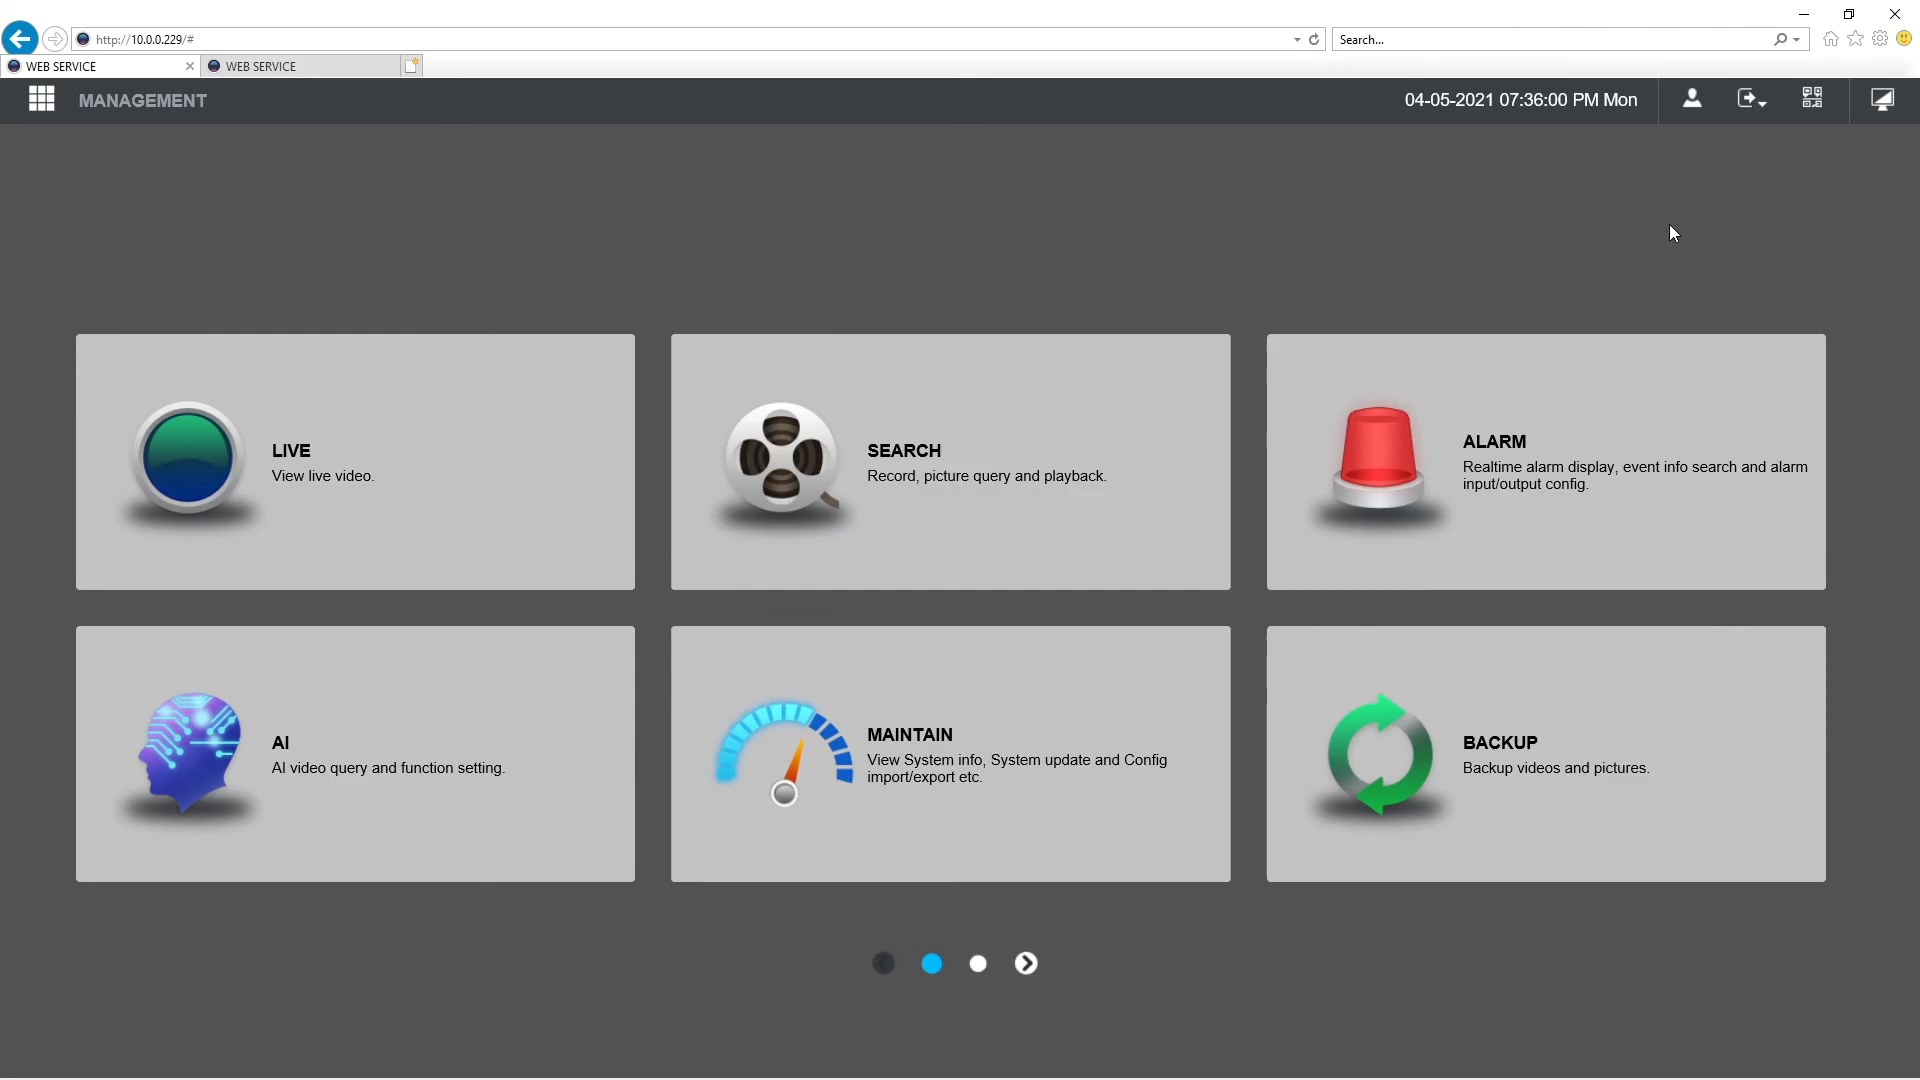 http://10.0.0.229/#
Search...
WEB SERVICE
WEB SERVICE
MANAGEMENT
04-05-2021 07:36:00 PM Mon
LIVE
View live video.
SEARCH
Record, picture query and playback.
ALARM
Realtime alarm display, event info search and alarm
input/output config.
AI
AI video query and function setting.
MAINTAIN
View System info, System update and Config
import/export etc.
BACKUP
Backup videos and pictures.